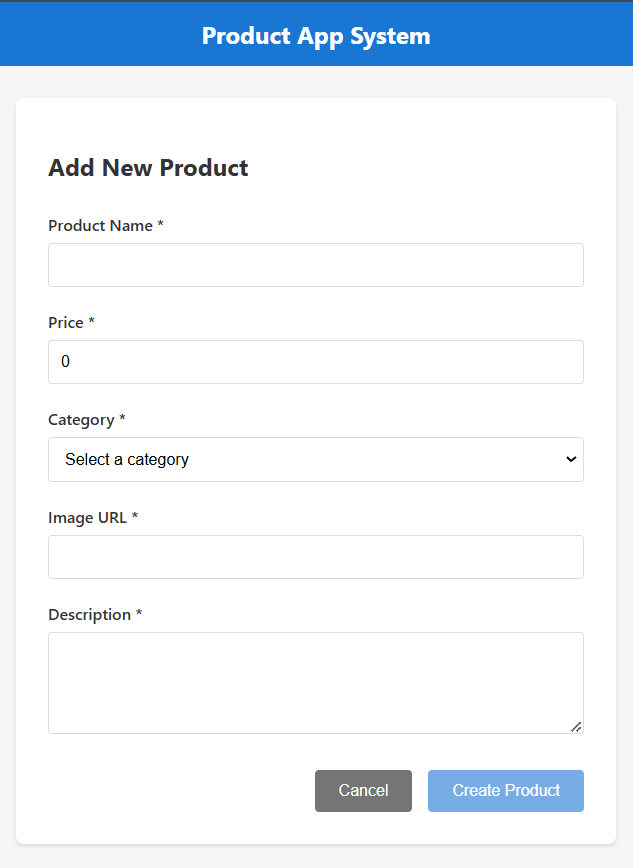 Product App System
Add New Product
Product Name *
Price *
0
Category *
Select a category
Image URL *
Description *
Cancel
Create Product